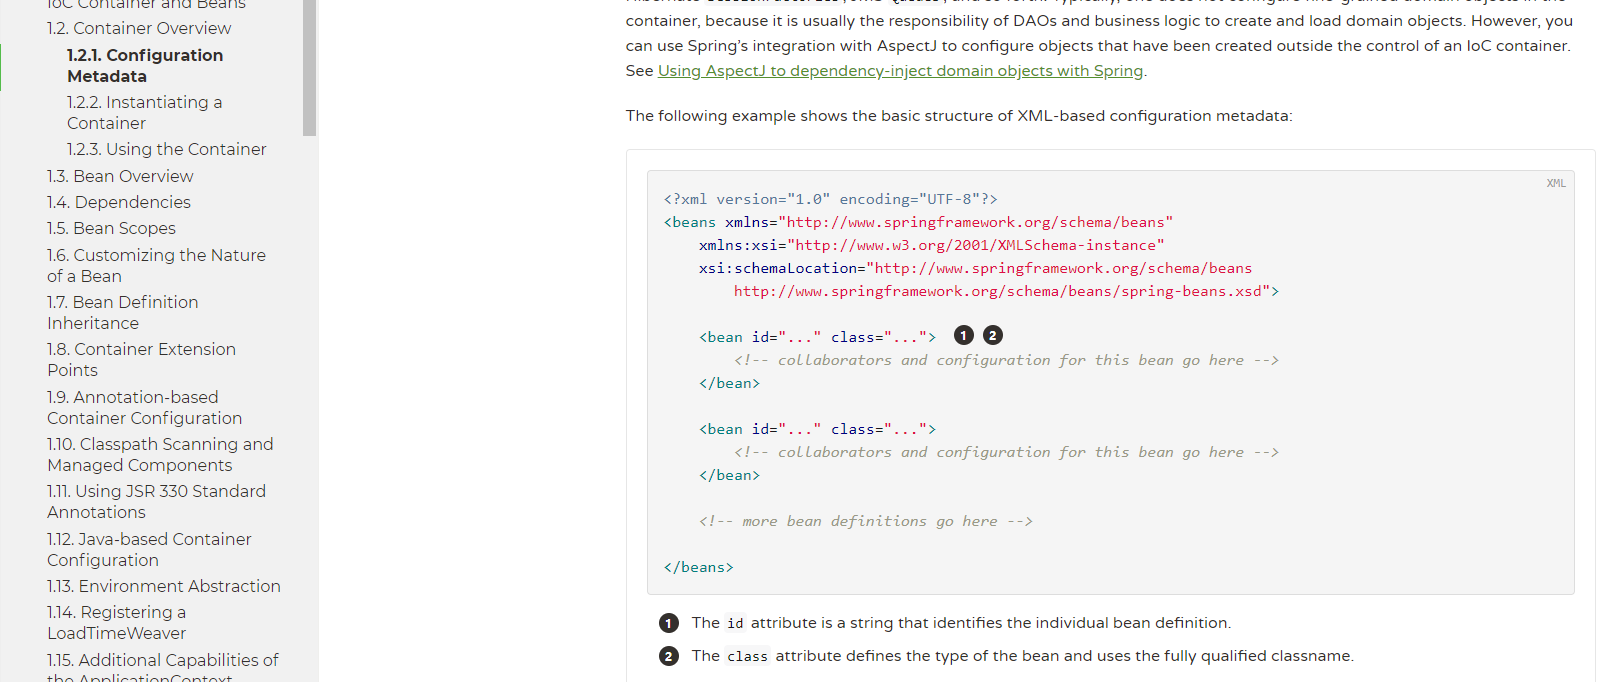 IoC Container and Beans
1.2. Container Overview
1.2.1. Configuration
Metadata
1.2.2. Instantiating a
Container
1.2.3. Using the Container
1.3. Bean Overview
1.4. Dependencies
1.5. Bean Scopes
1.6. Customizing the Nature
of a Bean
1.7. Bean Definition
Inheritance
1.8. Container Extension
Points
1.9. Annotation-based
Container Configuration
1.10. Classpath Scanning and
Managed Components
1.11. Using JSR 330 Standard
Annotations
1.12. Java-based Container
Configuration
1.13. Environment Abstraction
1.14. Registering a
LoadTimeWeaver
1.15. Additional Capabilities of
the ApplicationContext
container, because it is usually the responsibility of DAOs and business logic to create and load domain objects. However, you
can use Spring’s integration with AspectJ to configure objects that have been created outside the control of an IoC container.
See Using AspectJ to dependency-inject domain objects with Spring.
The following example shows the basic structure of XML-based configuration metadata:
XML
<?xml version="1.0" encoding="UTF-8"?>
<beans xmlns="http://www.springframework.org/schema/beans"
    xmlns:xsi="http://www.w3.org/2001/XMLSchema-instance"
    xsi:schemaLocation="http://www.springframework.org/schema/beans
        http://www.springframework.org/schema/beans/spring-beans.xsd">
    <bean id="..." class="..."> 1 2
        <!-- collaborators and configuration for this bean go here -->
    </bean>
    <bean id="..." class="...">
        <!-- collaborators and configuration for this bean go here -->
    </bean>
    <!-- more bean definitions go here -->
</beans>
1 The id attribute is a string that identifies the individual bean definition.
2 The class attribute defines the type of the bean and uses the fully qualified classname.